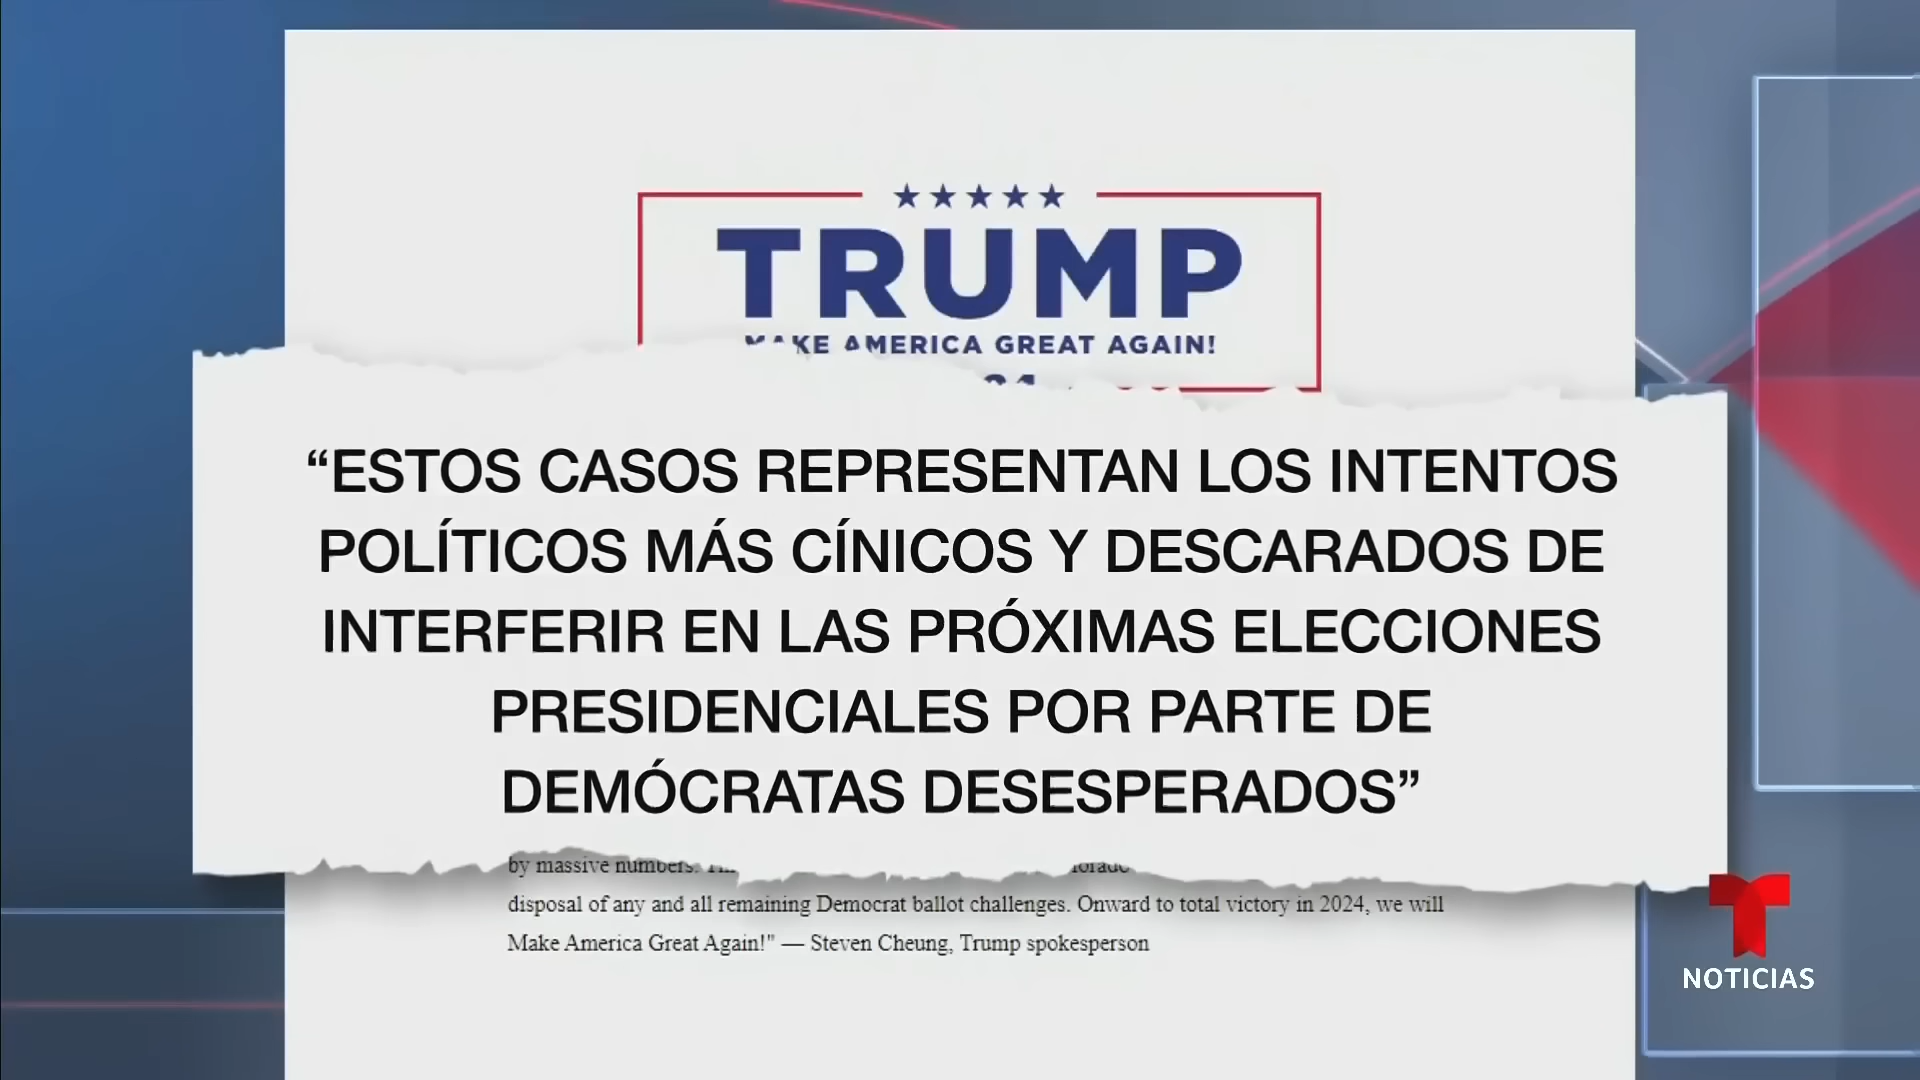 TRUMP
MAKE AMERICA GREAT AGAIN!
“ESTOS CASOS REPRESENTAN LOS INTENTOS
POLÍTICOS MÁS CÍNICOS Y DESCARADOS DE
INTERFERIR EN LAS PRÓXIMAS ELECCIONES
PRESIDENCIALES POR PARTE DE
DEMÓCRATAS DESESPERADOS”
by massive numbers.
disposal of any and all remaining Democrat ballot challenges. Onward to total victory in 2024, we will
Make America Great Again!" — Steven Cheung, Trump spokesperson
NOTICIAS